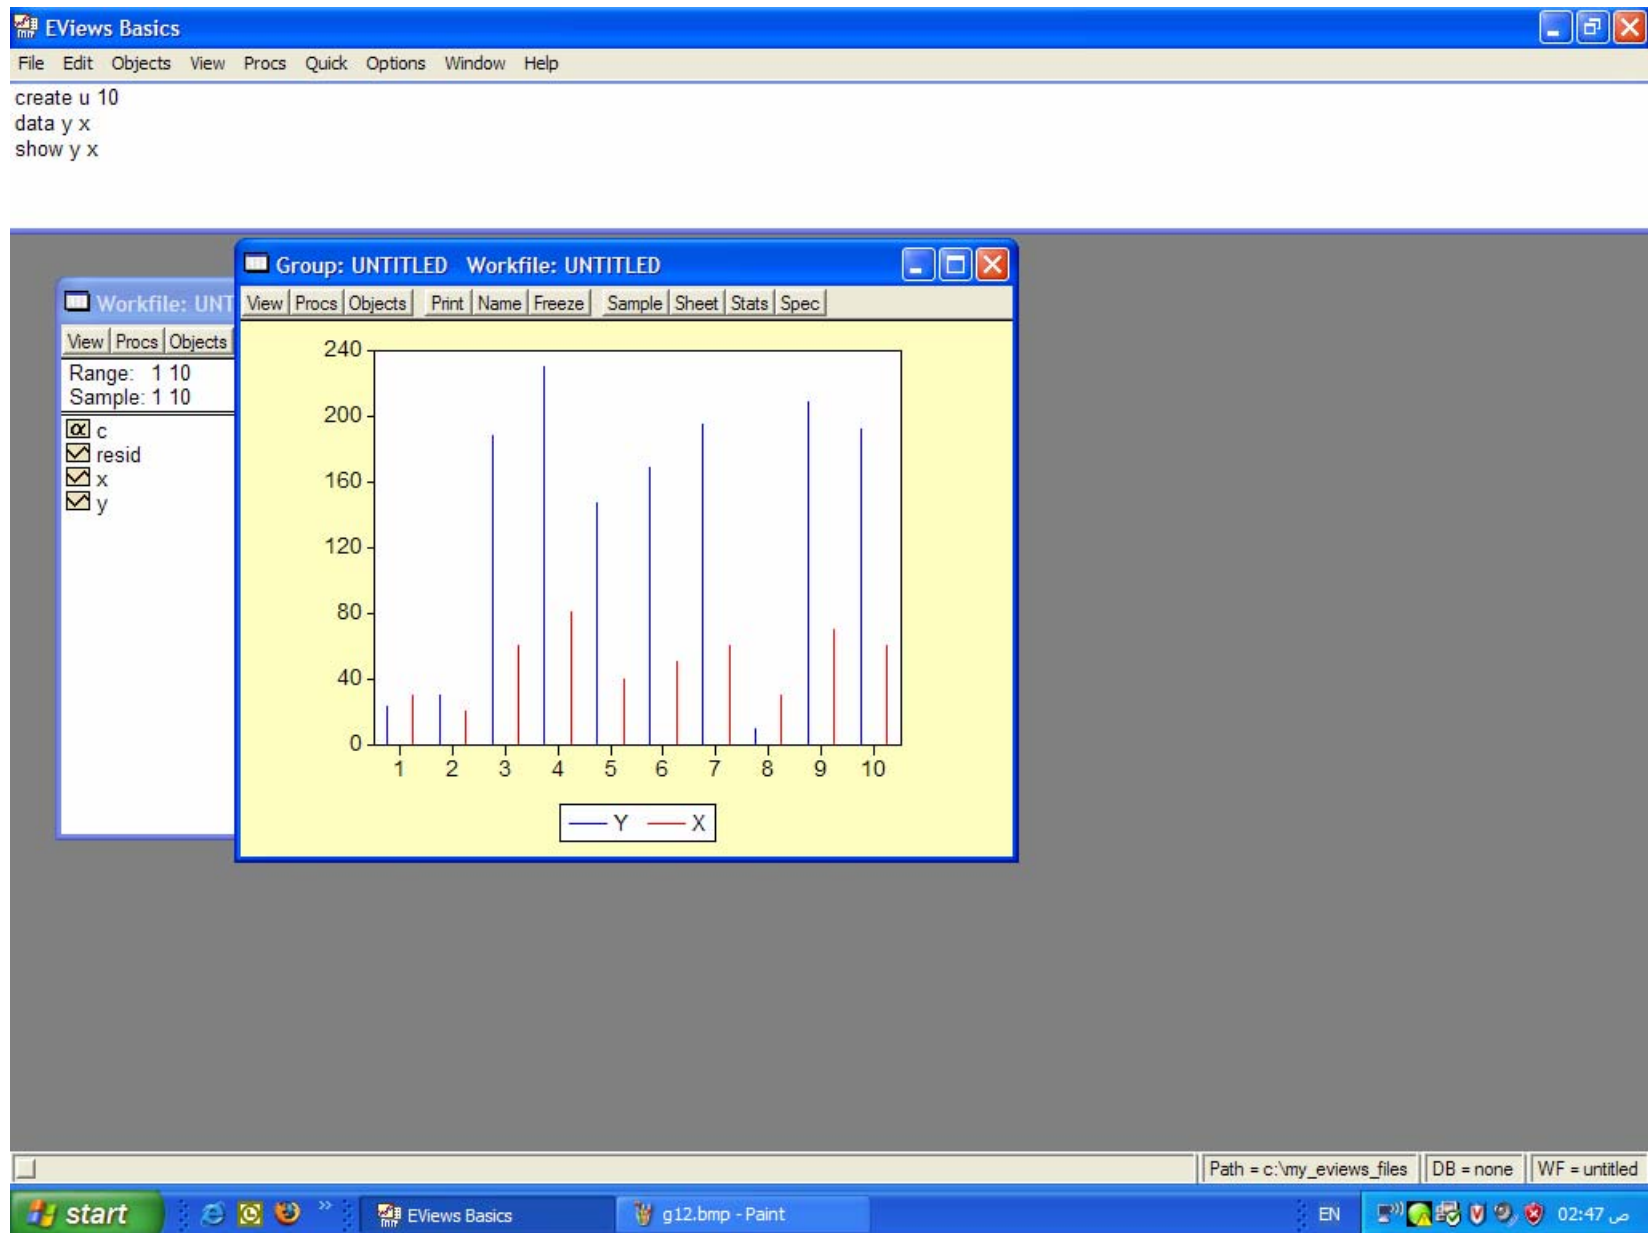 EViews Basics
File Edit Objects View Procs Quick Options Window Help
create u 10
data y x
show y x
Workfile: UNT
View Procs Objects
Range: 1 10
Sample: 1 10
c
resid
x
y
Group: UNTITLED Workfile: UNTITLED
View Procs Objects Print Name Freeze Sample Sheet Stats Spec
240
200
160
120
80
40
0
1 2 3 4 5 6 7 8 9 10
Y X
Path = c:\my_eviews_files DB = none WF = untitled
start EViews Basics g12.bmp - Paint EN 02:47 ص